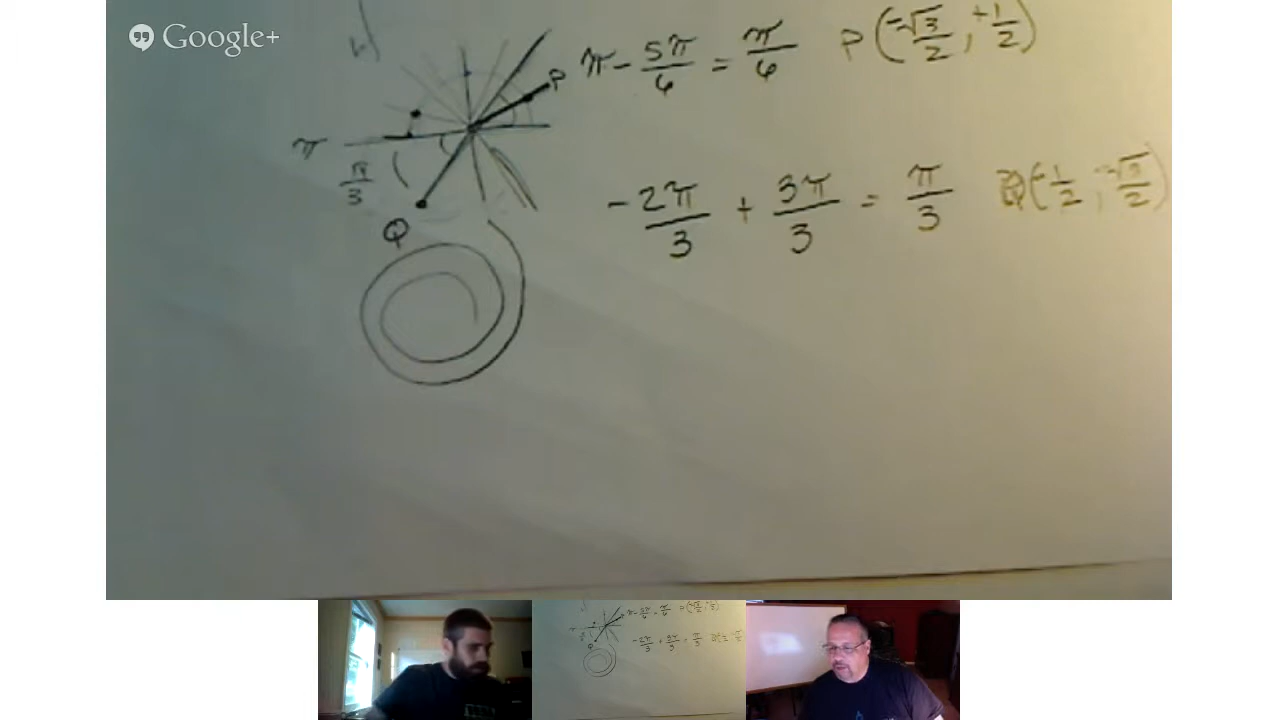 Google+
π - 5π/6 = π/6 P(-√3/2, +1/2)
P
π
π/3
-2π/3 + 3π/3 = π/3 Q(-1/2, -√3/2)
Q